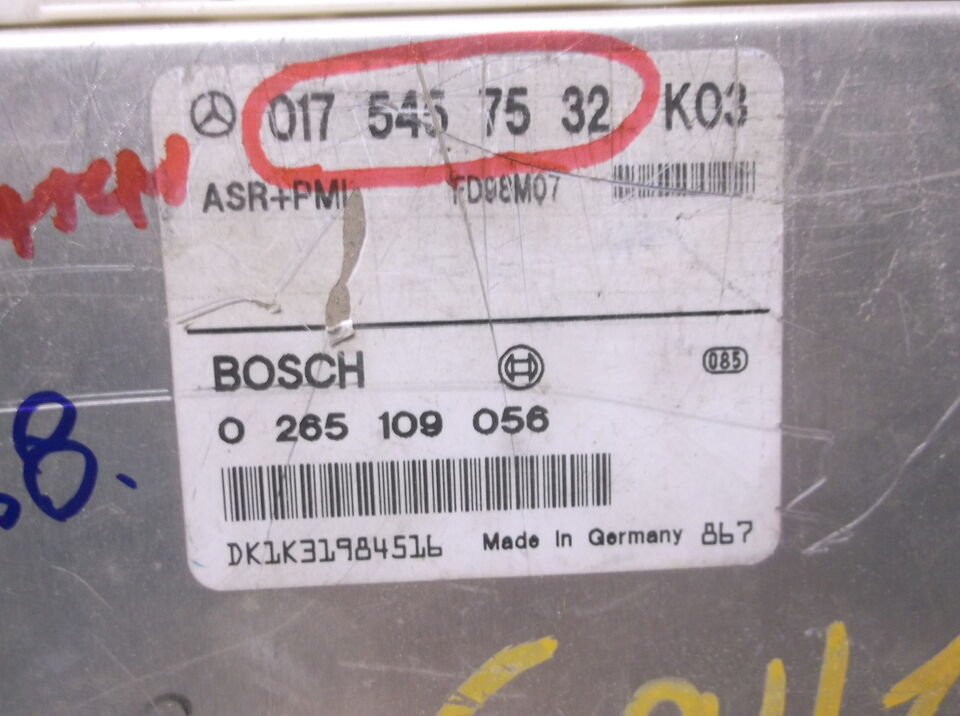 017 545 75 32 K03
ASR+PML FD98M07
BOSCH 085
0 265 109 056
8.
DK1K31984516 Made in Germany 867